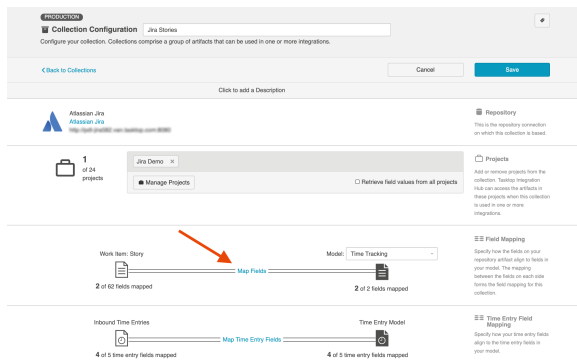 PRODUCTION
Collection Configuration Jira Stories
Configure your collection. Collections comprise a group of artifacts that can be used in one or more integrations.
Back to Collections
Cancel
Save
Click to add a Description
Atlassian Jira
Atlassian Jira
Repository
This is the repository connection
on which this collection is based.
1
of 24
projects
Jira Demo ×
Manage Projects
Retrieve field values from all projects
Projects
Add or remove projects from the
collection. Tasktop Integration
Hub can access the artifacts in
these projects when this collection
is used in one or more
integrations.
Work Item: Story
Model: Time Tracking
Map Fields
2 of 62 fields mapped
2 of 2 fields mapped
Field Mapping
Specify how the fields on your
repository artifact align to fields in
your model. The mapping
between the fields on each side
forms the field mapping for this
collection.
Inbound Time Entries
Time Entry Model
Map Time Entry Fields
4 of 5 time entry fields mapped
4 of 5 time entry fields mapped
Time Entry Field
Mapping
Specify how your time entry fields
align to the time entry fields in
your model.